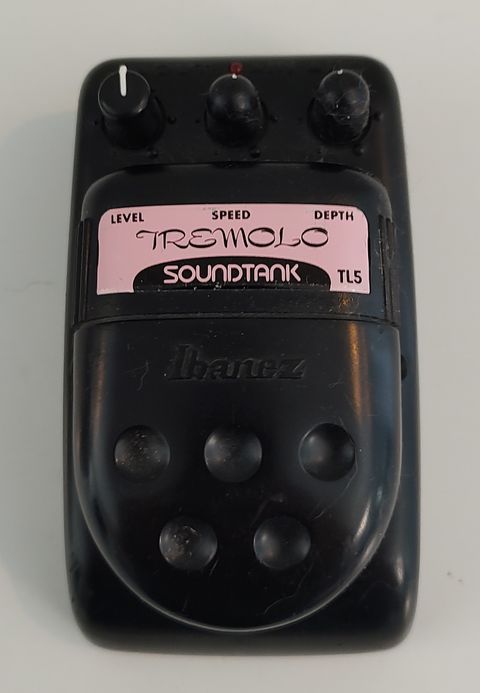 LEVEL SPEED DEPTH
TREMOLO
SOUNDTANK TL5
Ibanez